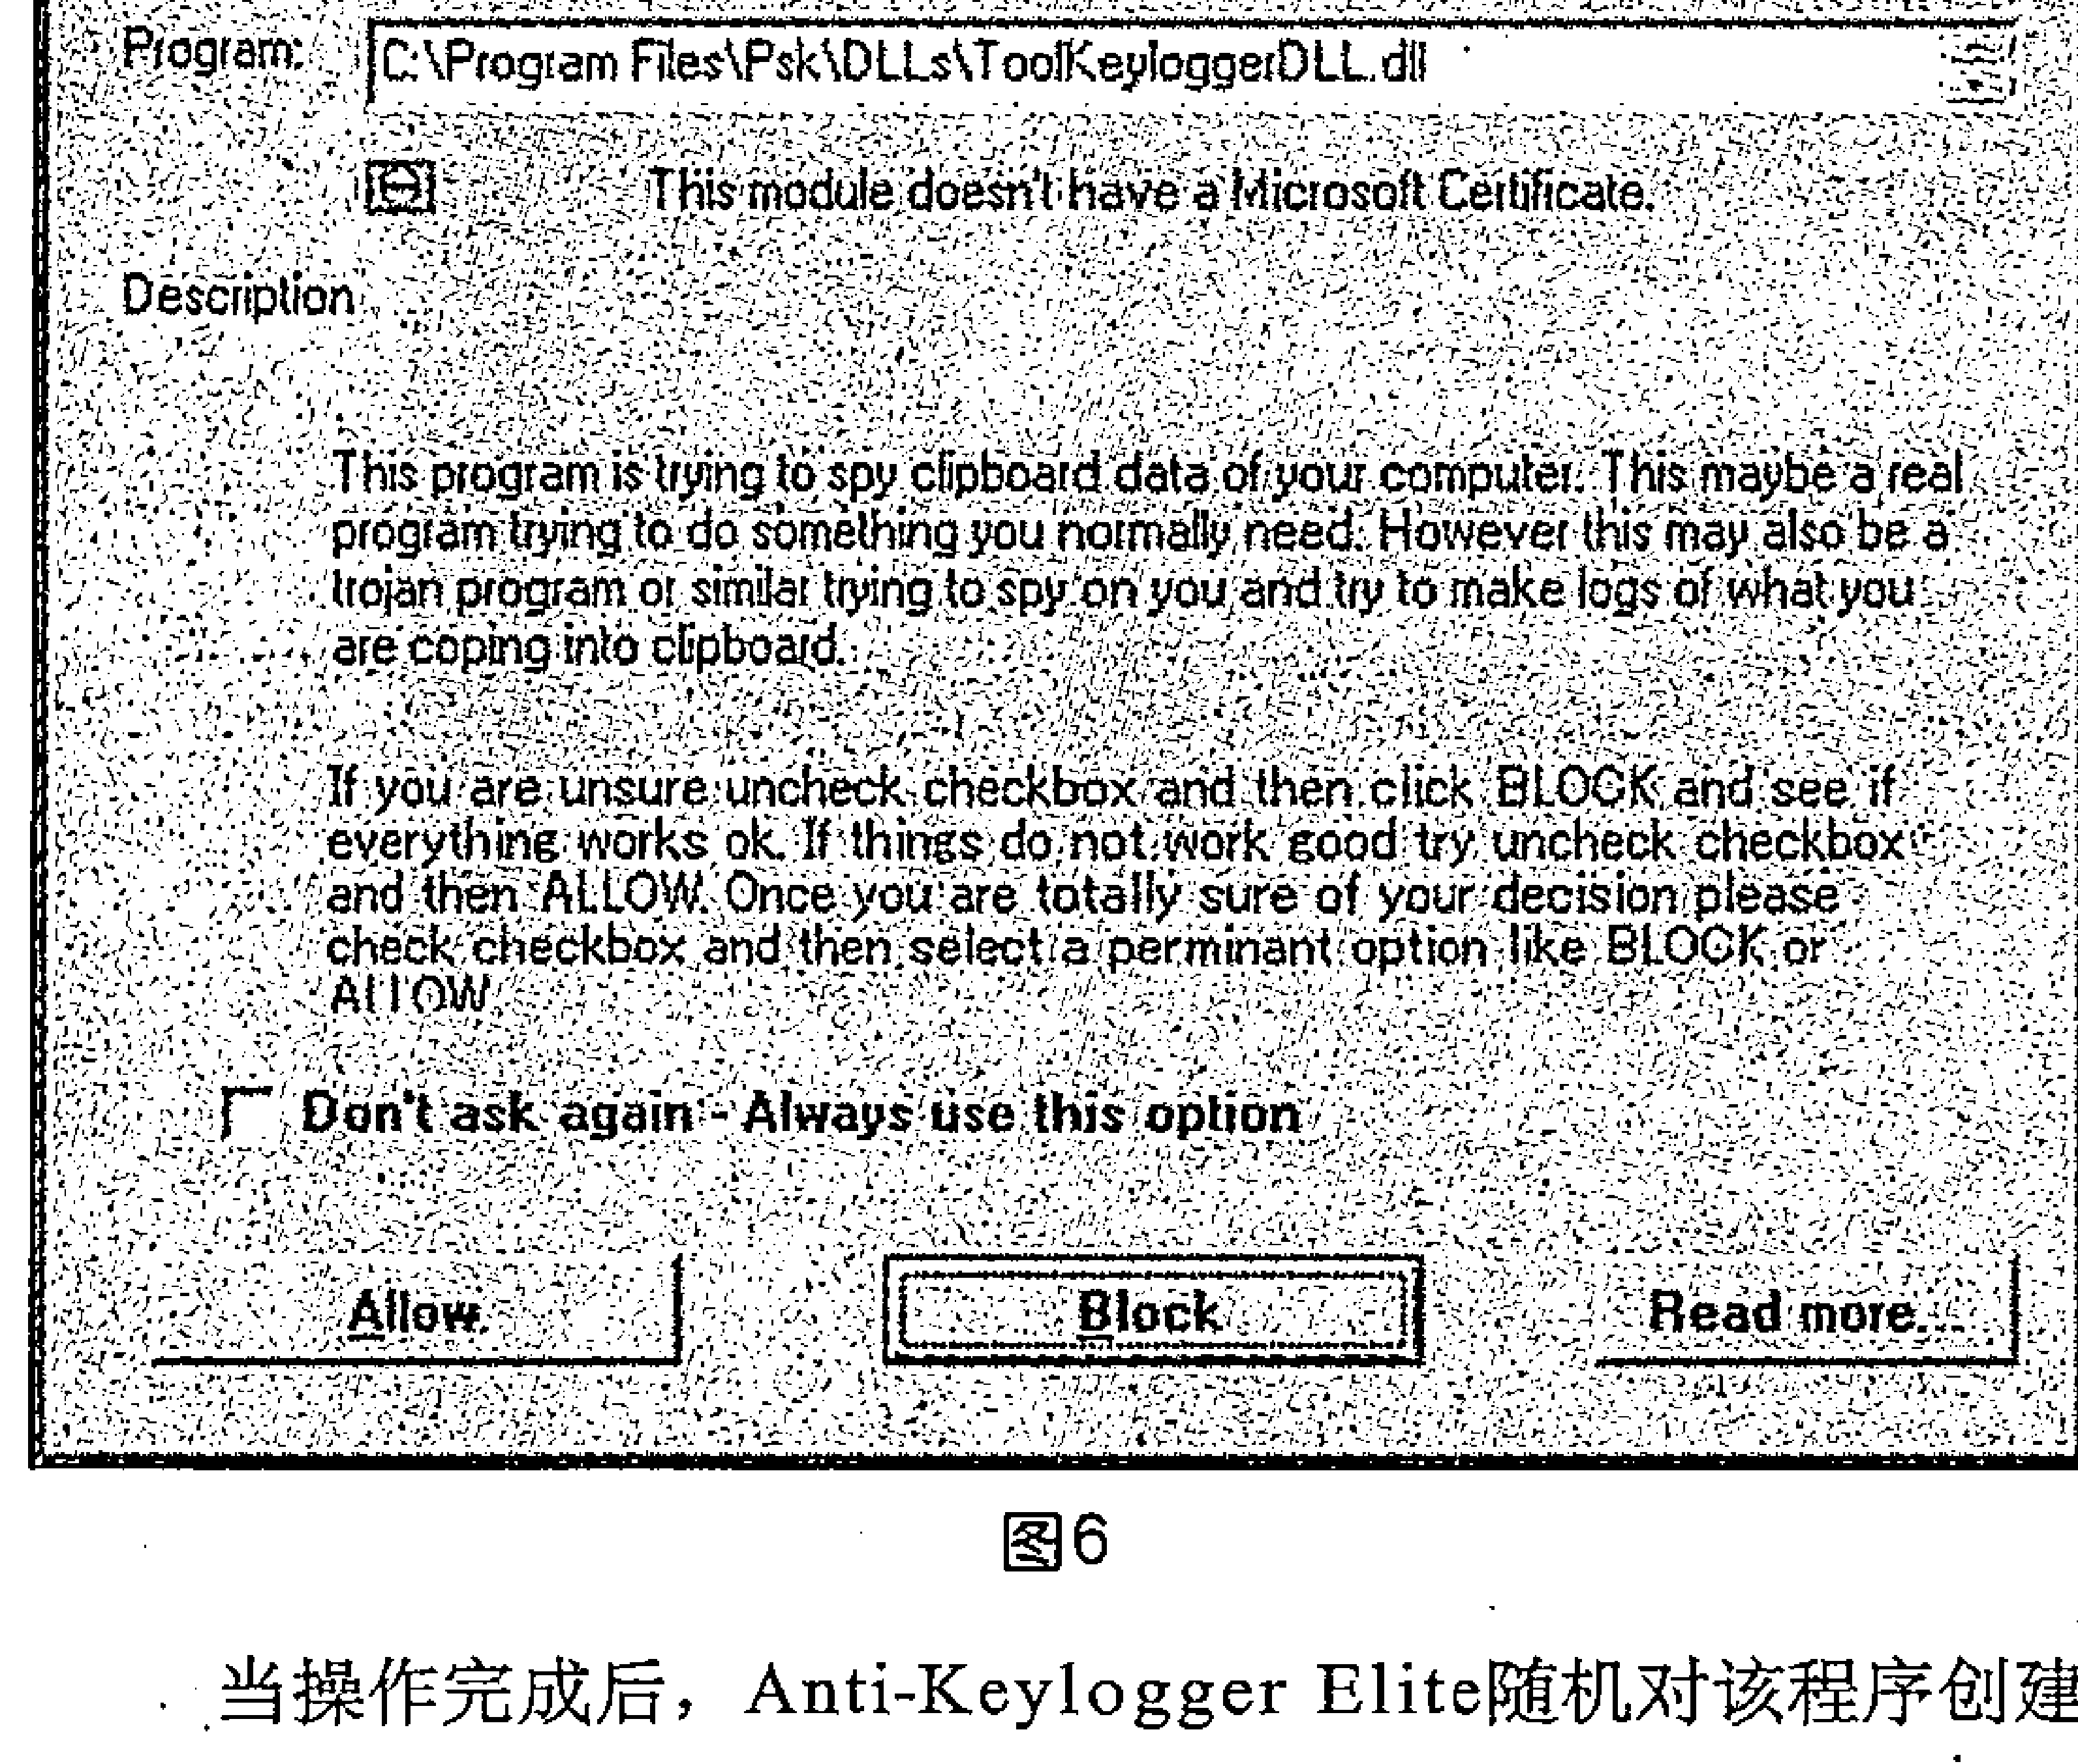 Program: C:\Program Files\Psk\DLLs\ToolKeyloggerDLL.dll
This module doesn't have a Microsoft Certificate.
Description
This program is trying to spy clipboard data of your computer. This maybe a real
program trying to do something you normally need. However this may also be a
trojan program or similar trying to spy on you and try to make logs of what you
are coping into clipboard.
If you are unsure uncheck checkbox and then click BLOCK and see if
everything works ok. If things do not work good try uncheck checkbox
and then ALLOW. Once you are totally sure of your decision please
check checkbox and then select a perminant option like BLOCK or
ALLOW
Don't ask again - Always use this option
Allow Block Read more...
图6
当操作完成后，Anti-Keylogger Elite随机对该程序创建